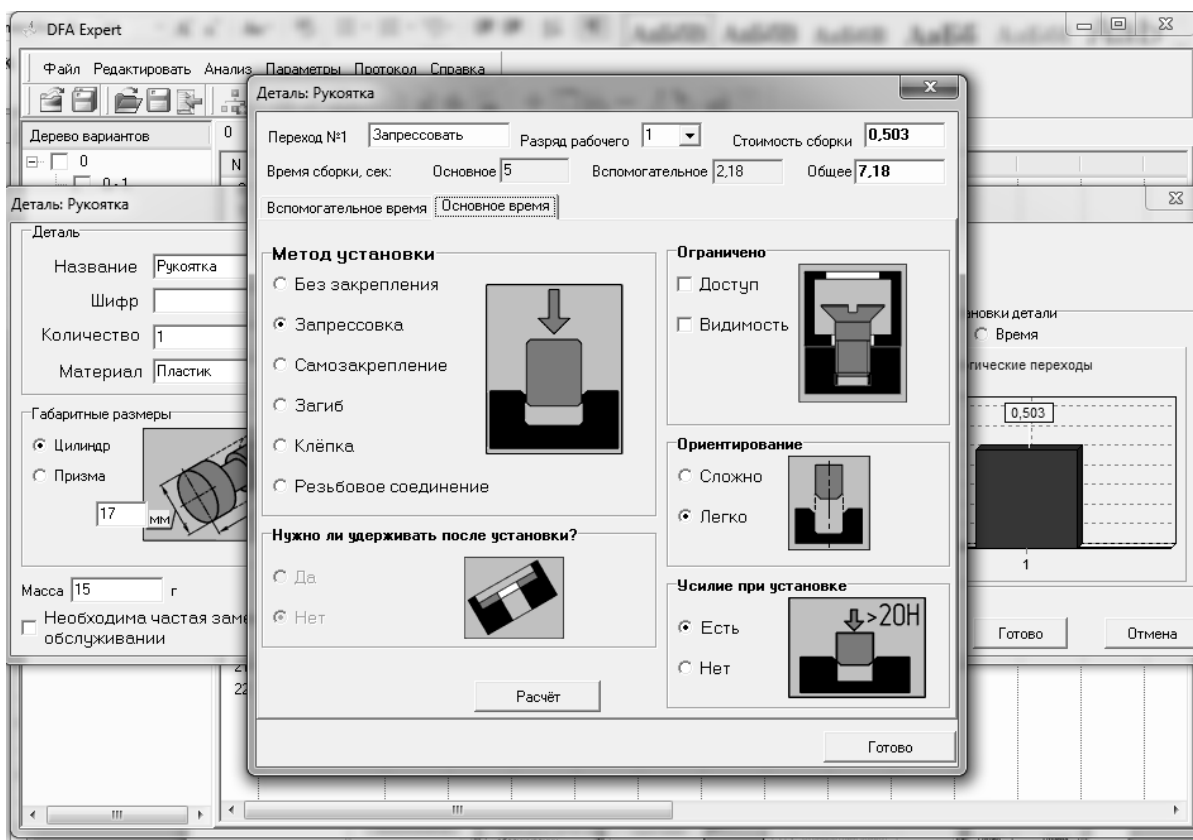 DFA Expert
Файл Редактировать Анализ Параметры Протокол Справка
Дерево вариантов
0
0
N
0-1
Деталь: Рукоятка
Деталь
Название Рукоятка
Шифр
Количество 1
Материал Пластик
Габаритные размеры
Цилиндр
Призма
17 мм
Масса 15 г
Необходима частая заме
обслуживании
Деталь: Рукоятка
Переход №1 Запрессовать Разряд рабочего 1 Стоимость сборки 0,503
Время сборки, сек: Основное 5 Вспомогательное 2,18 Общее 7,18
Вспомогательное время Основное время
Метод установки
Без закрепления
Запрессовка
Самозакрепление
Загиб
Клёпка
Резьбовое соединение
Нужно ли удерживать после установки?
Да
Нет
Расчёт
Ограничено
Доступ
Видимость
Ориентирование
Сложно
Легко
Усилие при установке
Есть
Нет
>20Н
Готово
ановки детали
Время
гические переходы
0,503
1
Готово Отмена
21
22